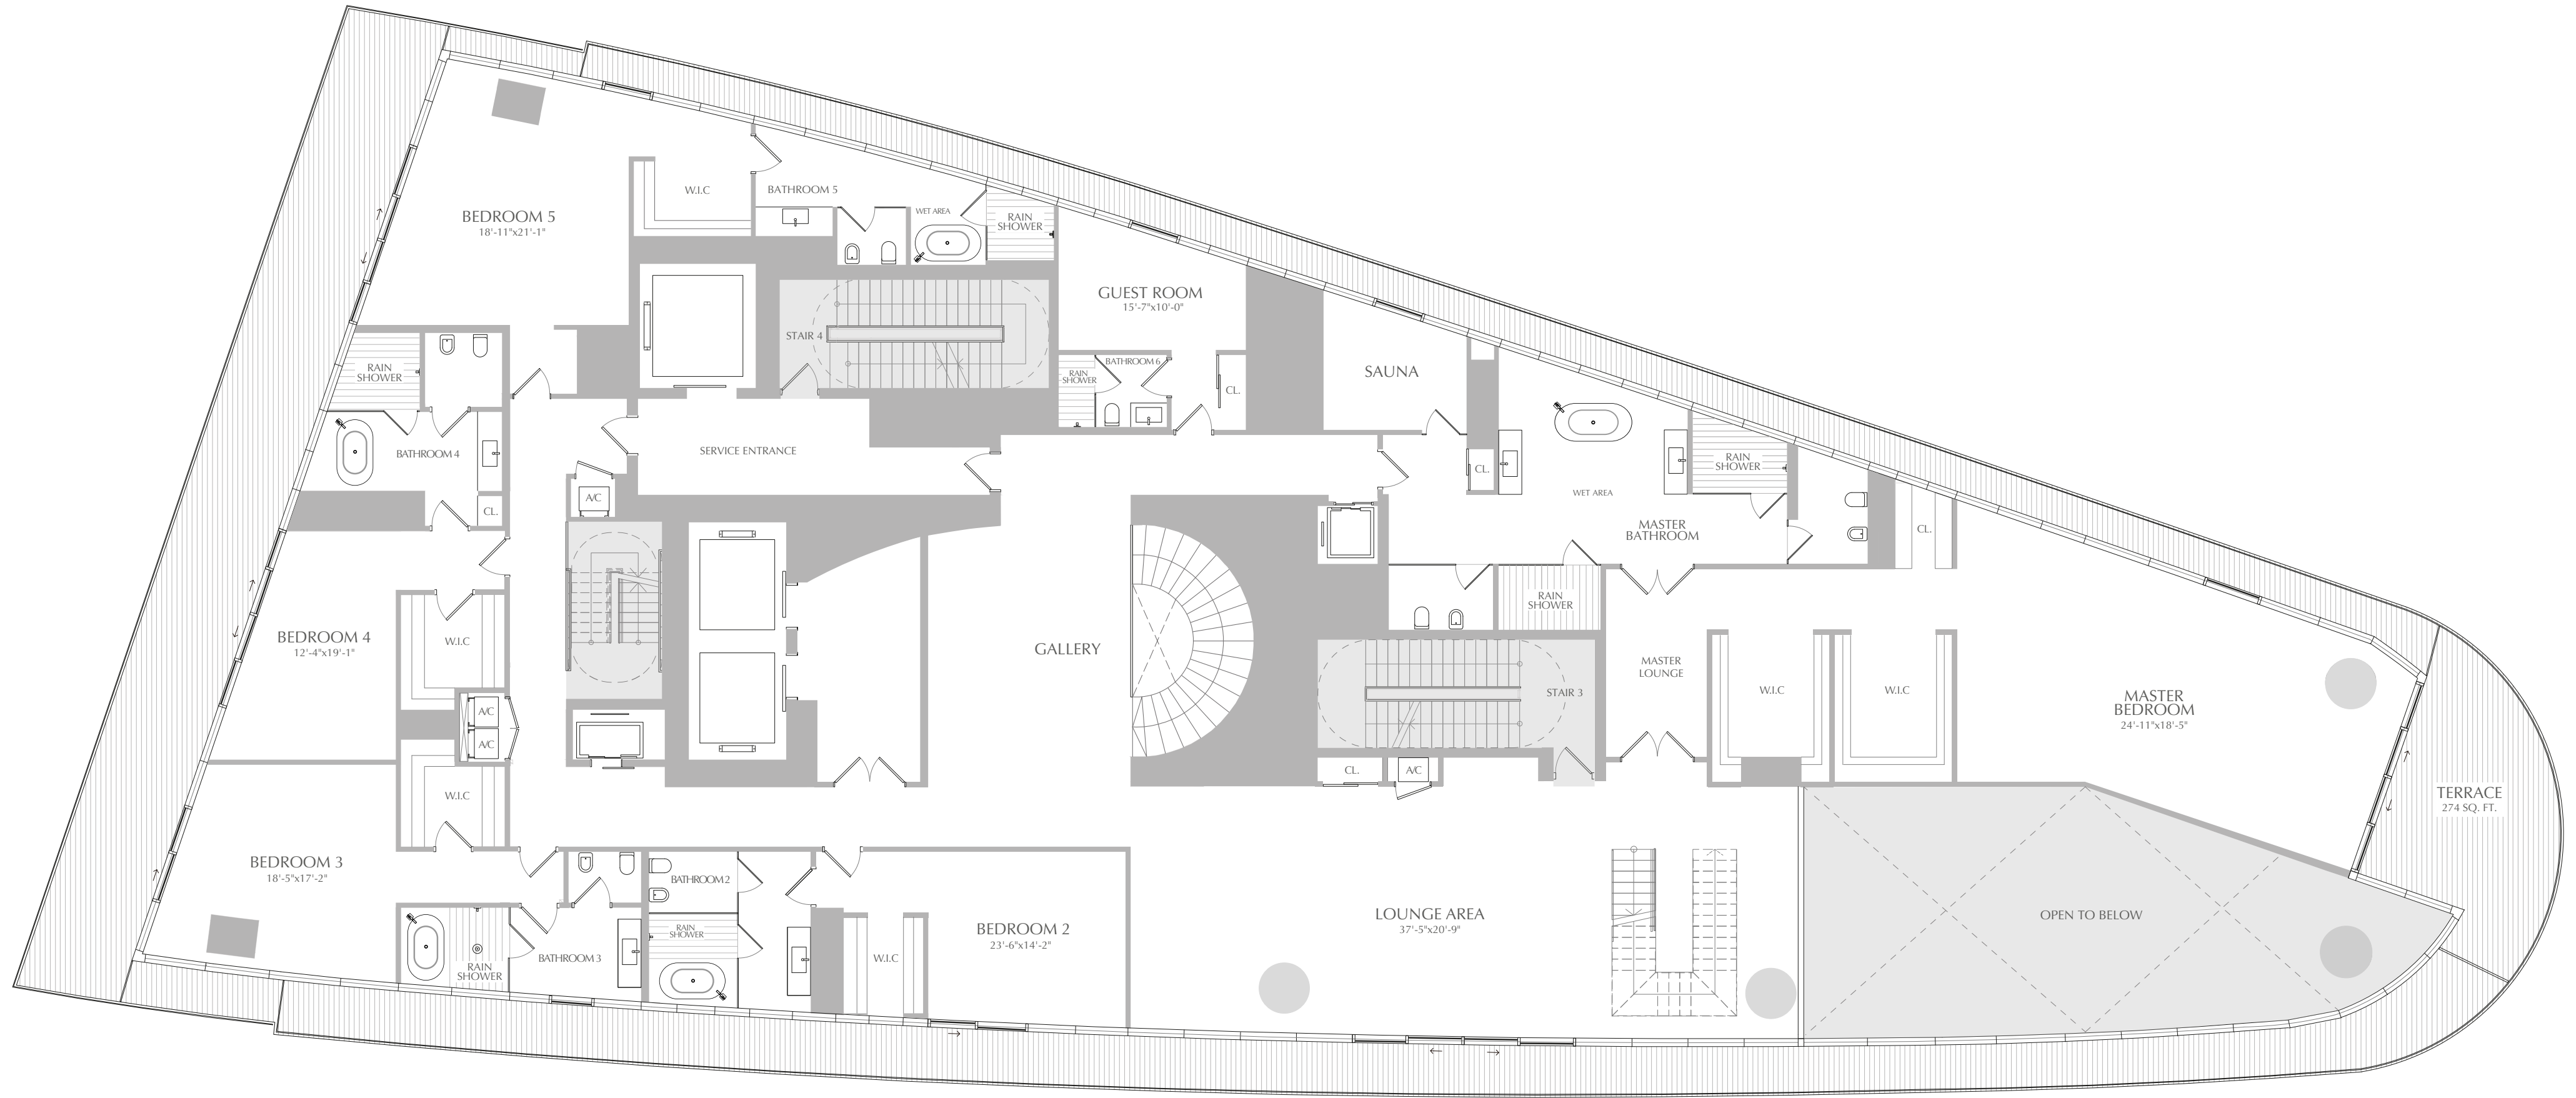 W.I.C
BATHROOM 5
WET AREA
RAIN
SHOWER
BEDROOM 5
18'-11"x21'-1"
GUEST ROOM
15'-7"x10'-0"
STAIR 4
BATHROOM 6
RAIN
SHOWER
CL.
SAUNA
RAIN
SHOWER
BATHROOM 4
CL.
SERVICE ENTRANCE
A/C
CL.
RAIN
SHOWER
WET AREA
MASTER
BATHROOM
CL.
RAIN
SHOWER
BEDROOM 4
12'-4"x19'-1"
W.I.C
GALLERY
STAIR 3
MASTER
LOUNGE
W.I.C
W.I.C
MASTER
BEDROOM
24'-11"x18'-5"
A/C
A/C
CL.
A/C
W.I.C
TERRACE
274 SQ. FT.
BEDROOM 3
18'-5"x17'-2"
BATHROOM 2
RAIN
SHOWER
BEDROOM 2
23'-6"x14'-2"
LOUNGE AREA
37'-5"x20'-9"
OPEN TO BELOW
RAIN
SHOWER
BATHROOM 3
W.I.C